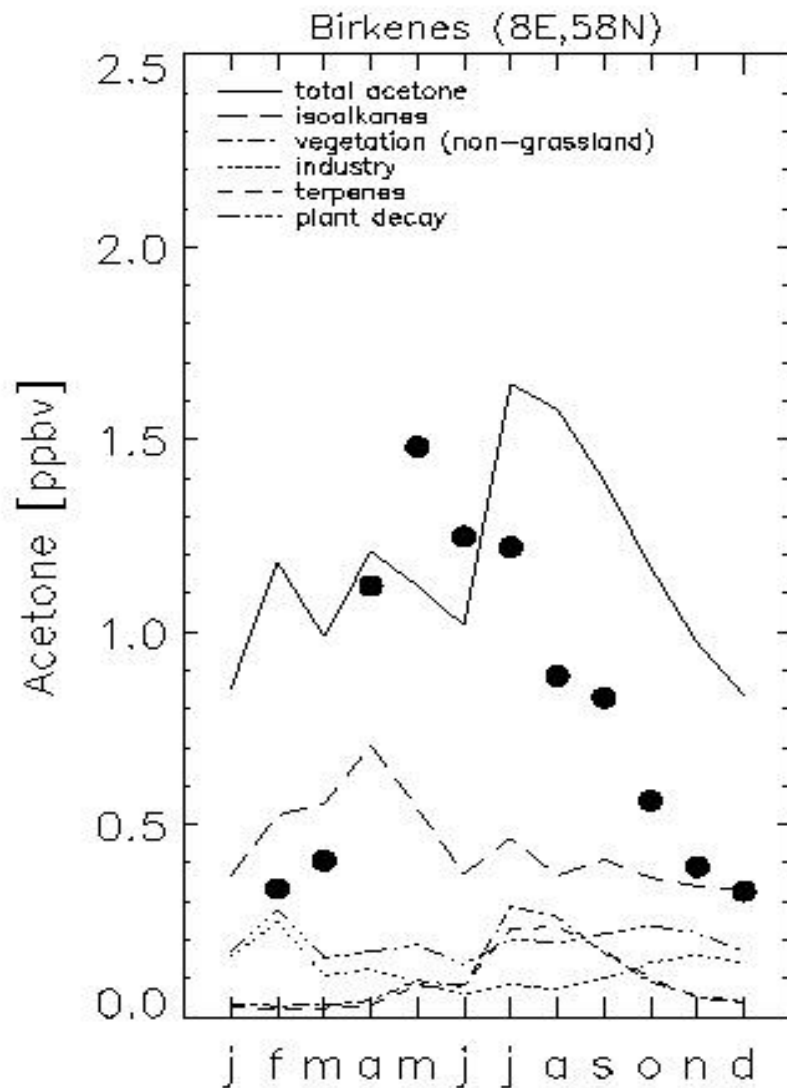 Birkenes (8E,58N)
2.5
total acetone
isoalkanes
vegetation (non-grassland)
industry
terpenes
plant decay
2.0
1.5
1.0
0.5
0.0
Acetone [ppbv]
j f m a m j j a s o n d